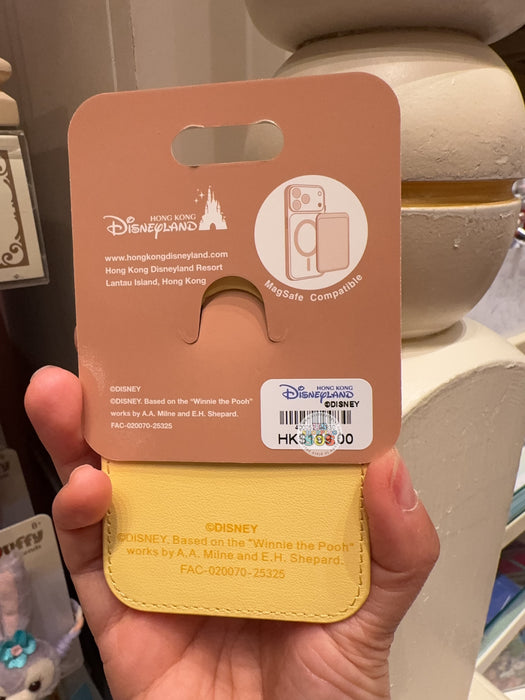 HONG KONG
Disneyland
www.hongkongdisneyland.com
Hong Kong Disneyland Resort
Lantau Island, Hong Kong
MagSafe Compatible
©DISNEY
©DISNEY. Based on the "Winnie the Pooh"
works by A.A. Milne and E.H. Shepard.
FAC-020070-25325
HONG KONG
Disneyland
©DISNEY
HK$199.00
©DISNEY
©DISNEY. Based on the "Winnie the Pooh"
works by A.A. Milne and E.H. Shepard.
FAC-020070-25325
uffy